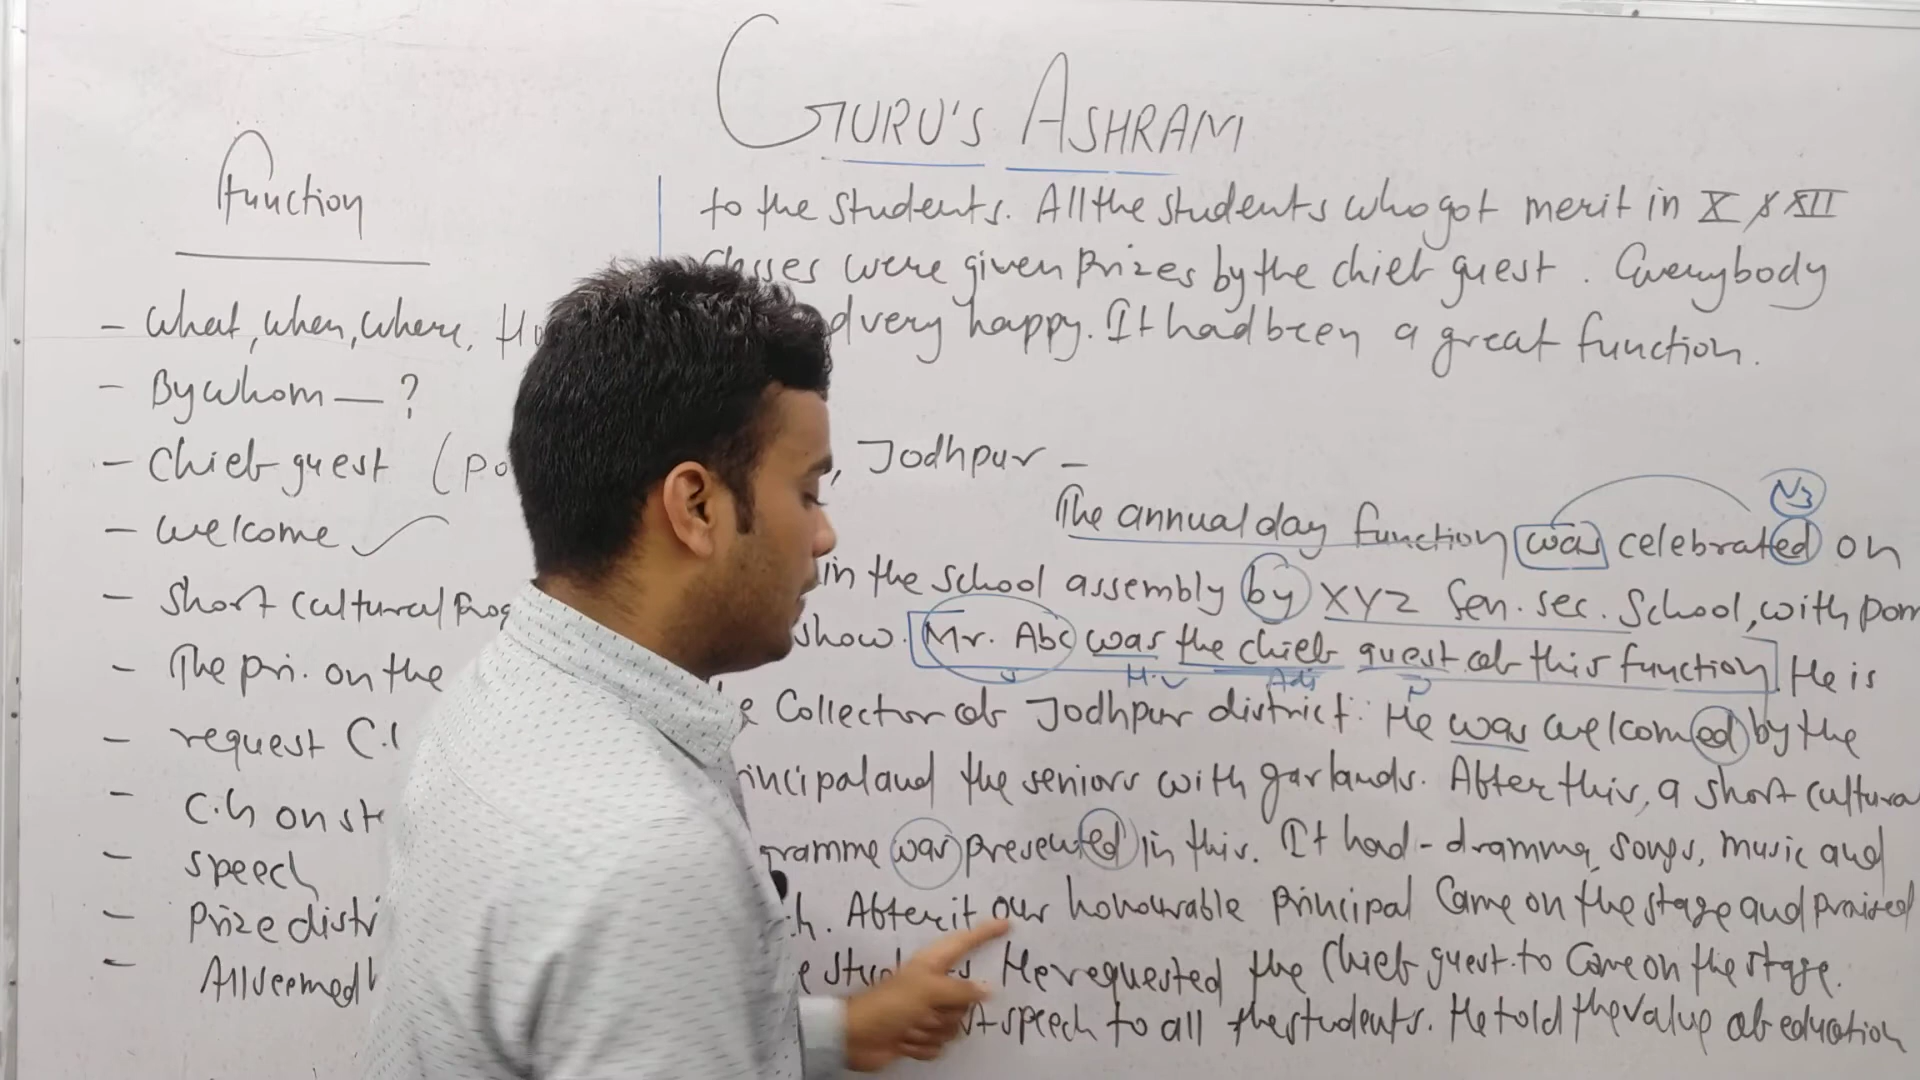 GURU'S ASHRAM
function
- What, when, where, H
- By whom — ?
- Chief guest (po
- welcome ✓
- Short Cultural Prog
- The pri. on the
- request C.
- C.h on st
- speech
- Prize distri
- All seemed
to the students. All the students who got merit in X & XII
classes were given prizes by the chief guest. Everybody
d very happy. It had been a great function.
, Jodhpur -
The annual day function was celebrated on
N3
in the school assembly by XYZ Sen. sec. School, with pom
show. Mr. Abc was the chief guest of this function. He is
S H.V Adj N
e Collector of Jodhpur district. He was welcomed by the
rincipal and the seniors with garlands. After this, a short cultura
gramme was presented in this. It had - dramma, songs, music and
h. After it our honourable principal came on the stage and praised
e stu s. He requested the Chief guest to come on the stage.
speech to all the students. He told the value of education